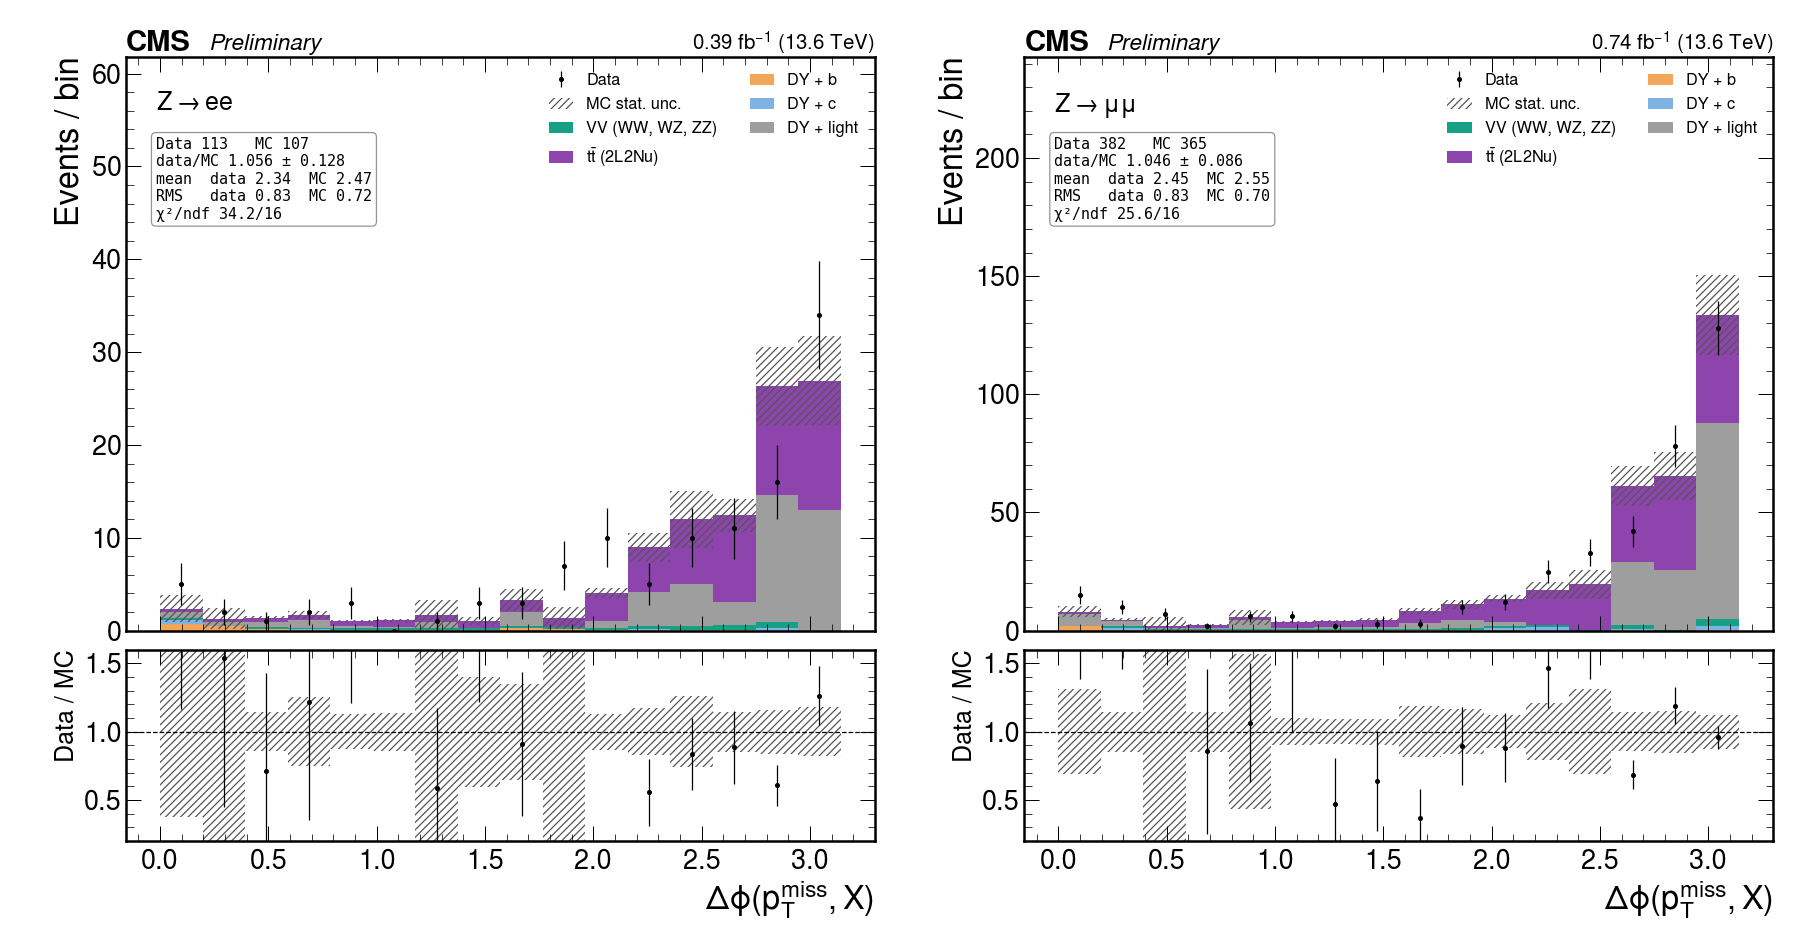 CMS Preliminary 0.39 fb⁻¹ (13.6 TeV)
Events / bin
60
50
40
30
20
10
0
Z→ee
Data
MC stat. unc.
VV (WW, WZ, ZZ)
tt̄ (2L2Nu)
DY + b
DY + c
DY + light
Data 113 MC 107
data/MC 1.056 ± 0.128
mean data 2.34 MC 2.47
RMS data 0.83 MC 0.72
χ²/ndf 34.2/16
Data / MC
1.5
1.0
0.5
0.0 0.5 1.0 1.5 2.0 2.5 3.0
Δϕ(p_T^miss, X)
CMS Preliminary 0.74 fb⁻¹ (13.6 TeV)
Events / bin
200
150
100
50
0
Z→μμ
Data
MC stat. unc.
VV (WW, WZ, ZZ)
tt̄ (2L2Nu)
DY + b
DY + c
DY + light
Data 382 MC 365
data/MC 1.046 ± 0.086
mean data 2.45 MC 2.55
RMS data 0.83 MC 0.70
χ²/ndf 25.6/16
Data / MC
1.5
1.0
0.5
0.0 0.5 1.0 1.5 2.0 2.5 3.0
Δϕ(p_T^miss, X)